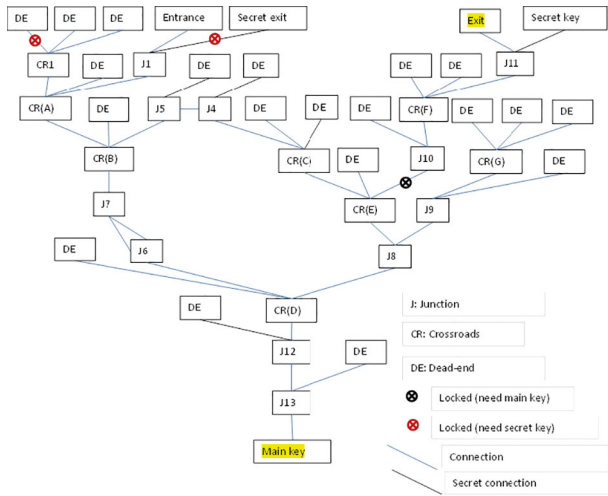 DE DE DE Entrance Secret exit Exit Secret key
CR1 DE J1 DE DE DE DE J11
CR(A) DE J5 J4 DE DE DE CR(F) DE DE DE
CR(B) CR(C) DE J10 CR(G) DE
J? CR(E) J9
DE J6 J8
DE CR(D) J: Junction
J12 DE CR: Crossroads
DE: Dead-end
J13 Locked (need main key)
Locked (need secret key)
Main key Connection
Secret connection